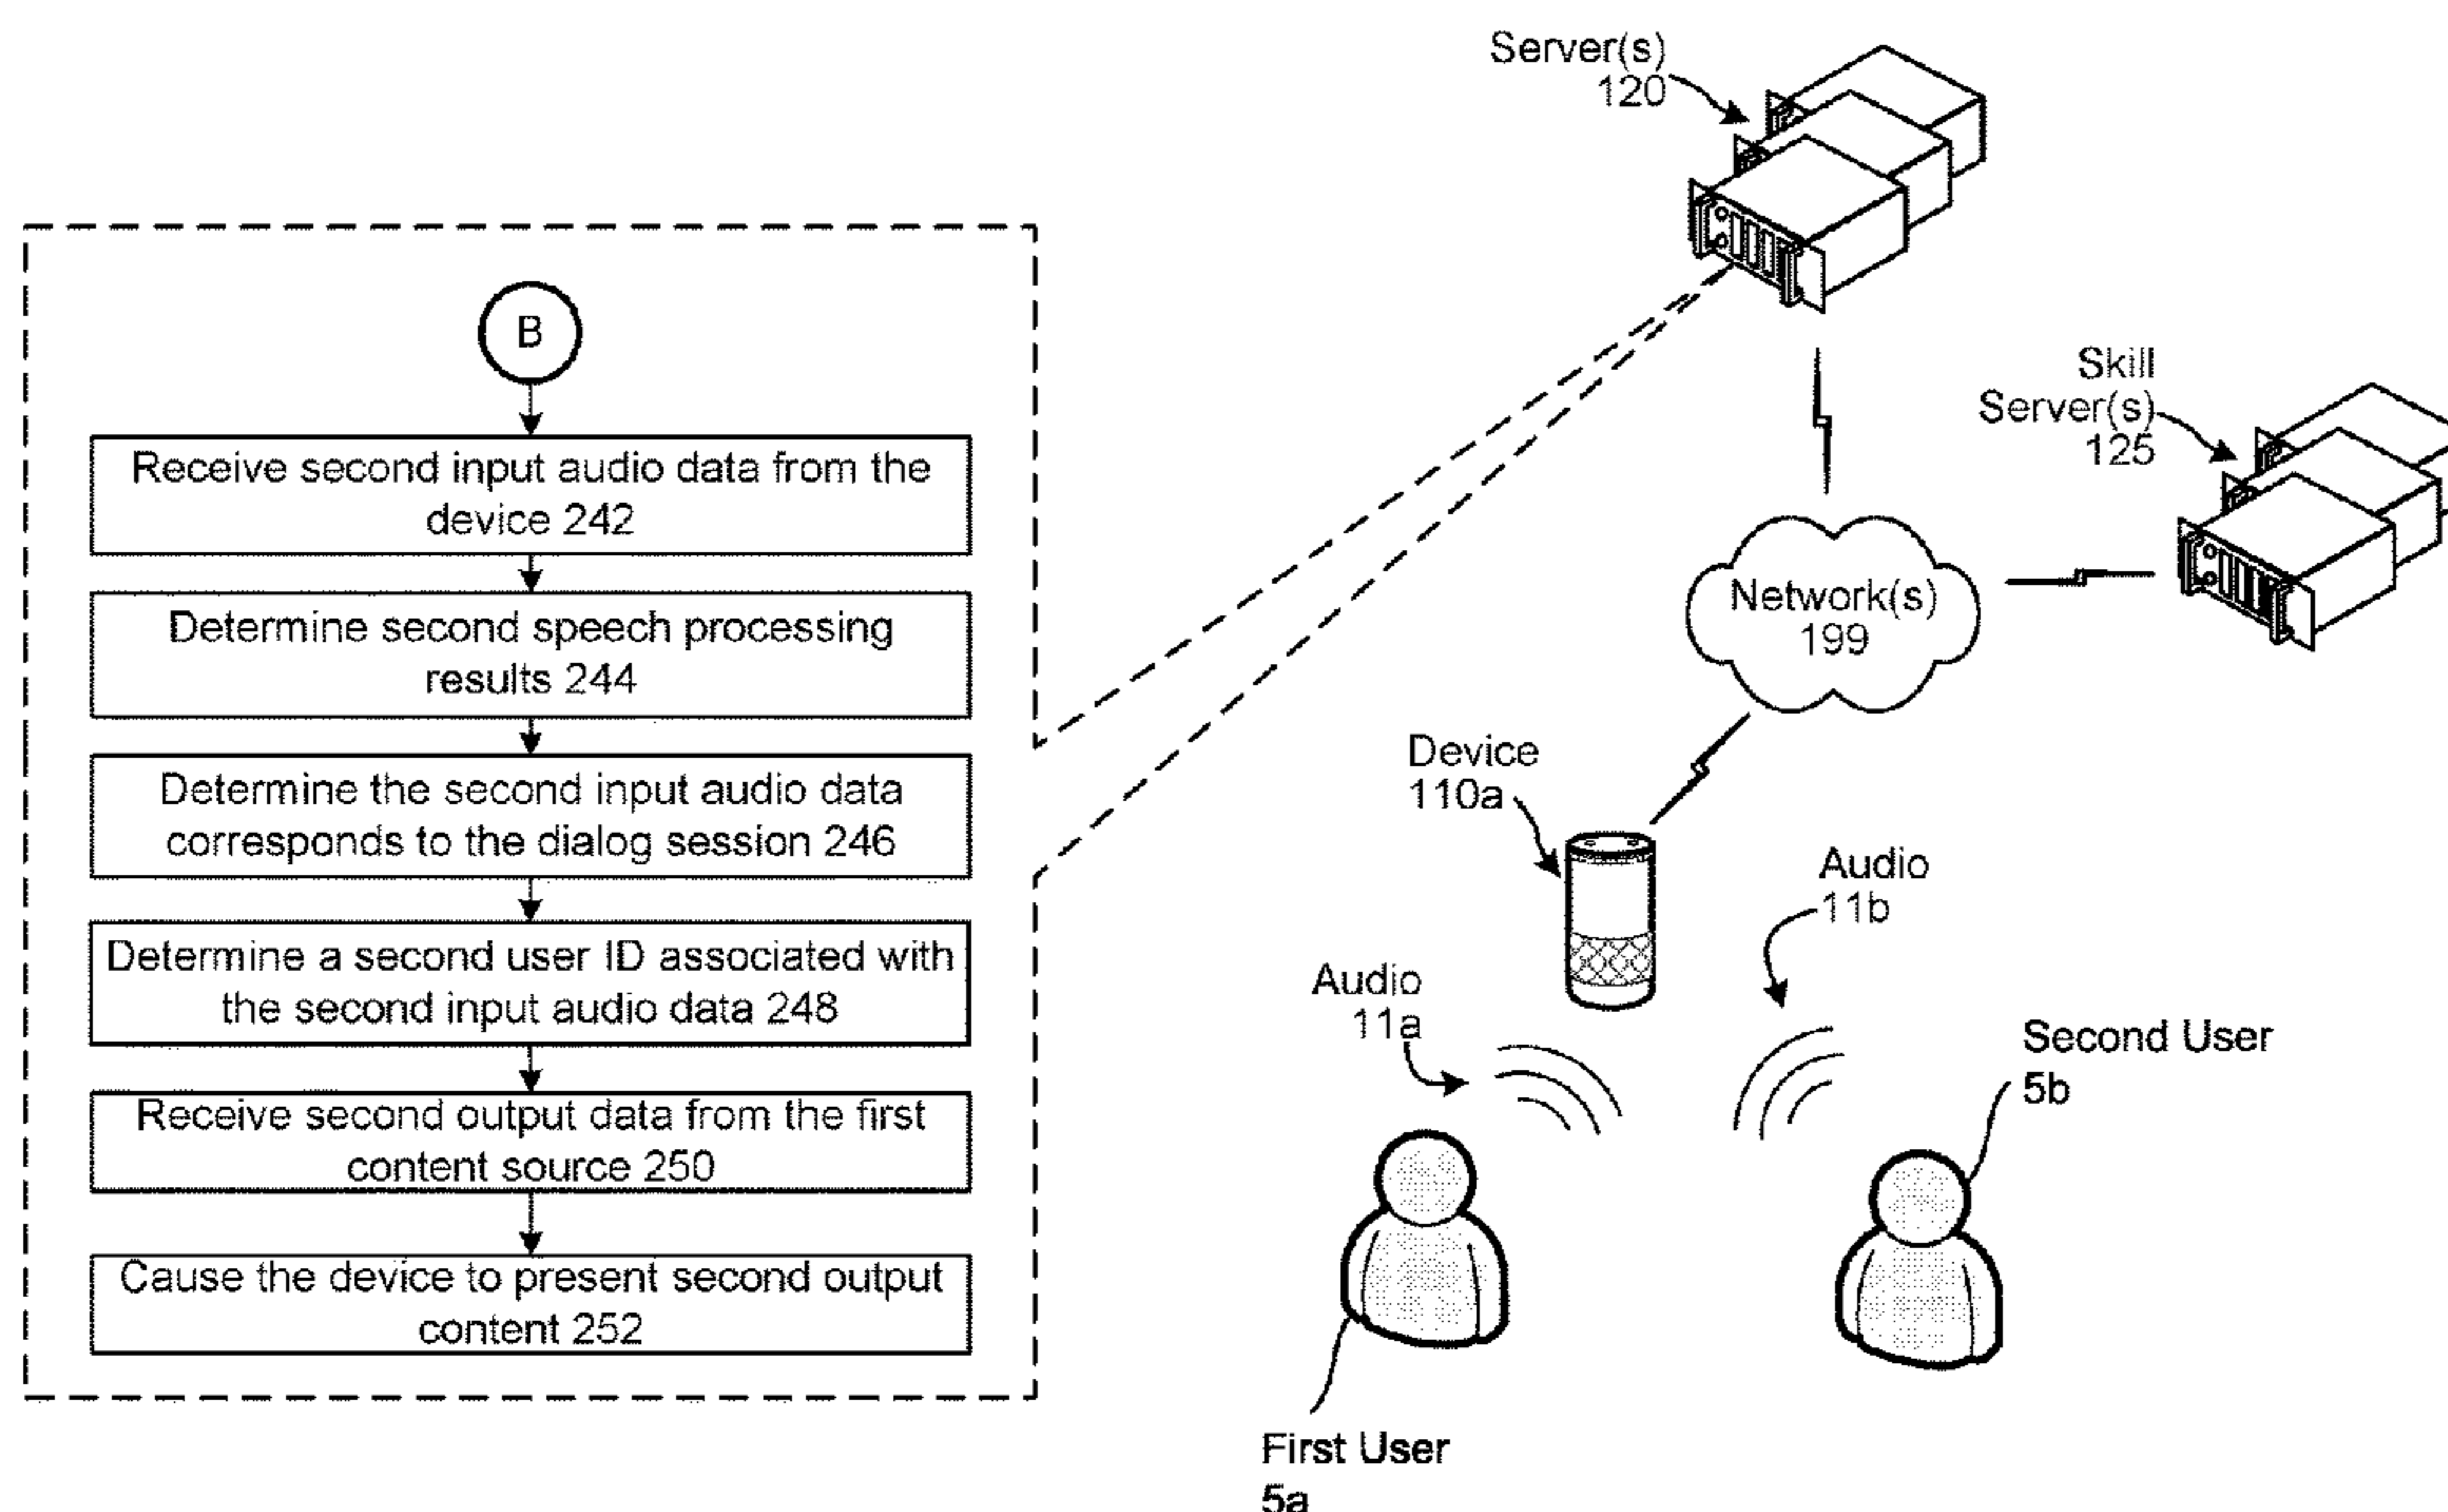 B
Receive second input audio data from the
device 242
Determine second speech processing
results 244
Determine the second input audio data
corresponds to the dialog session 246
Determine a second user ID associated with
the second input audio data 248
Receive second output data from the first
content source 250
Cause the device to present second output
content 252
Server(s)
120
Skill
Server(s)
125
Network(s)
199
Device
110a
Audio
11b
Audio
11a
Second User
5b
First User
5a